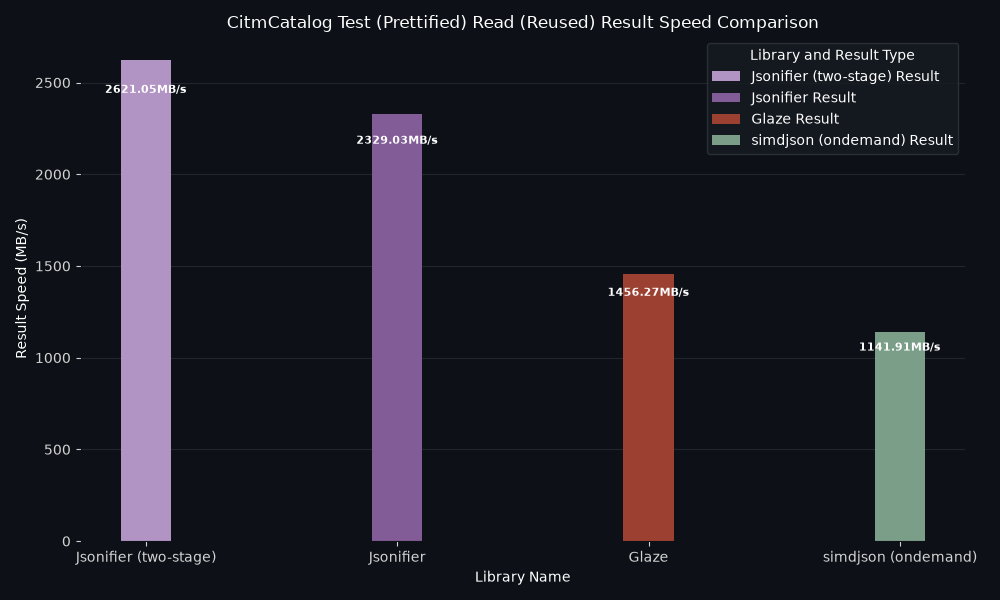 CitmCatalog Test (Prettified) Read (Reused) Result Speed Comparison
Library and Result Type
Jsonifier (two-stage) Result
Jsonifier Result
Glaze Result
simdjson (ondemand) Result
Result Speed (MB/s)
2500
2000
1500
1000
500
0
2621.05MB/s
2329.03MB/s
1456.27MB/s
1141.91MB/s
Jsonifier (two-stage)
Jsonifier
Glaze
simdjson (ondemand)
Library Name